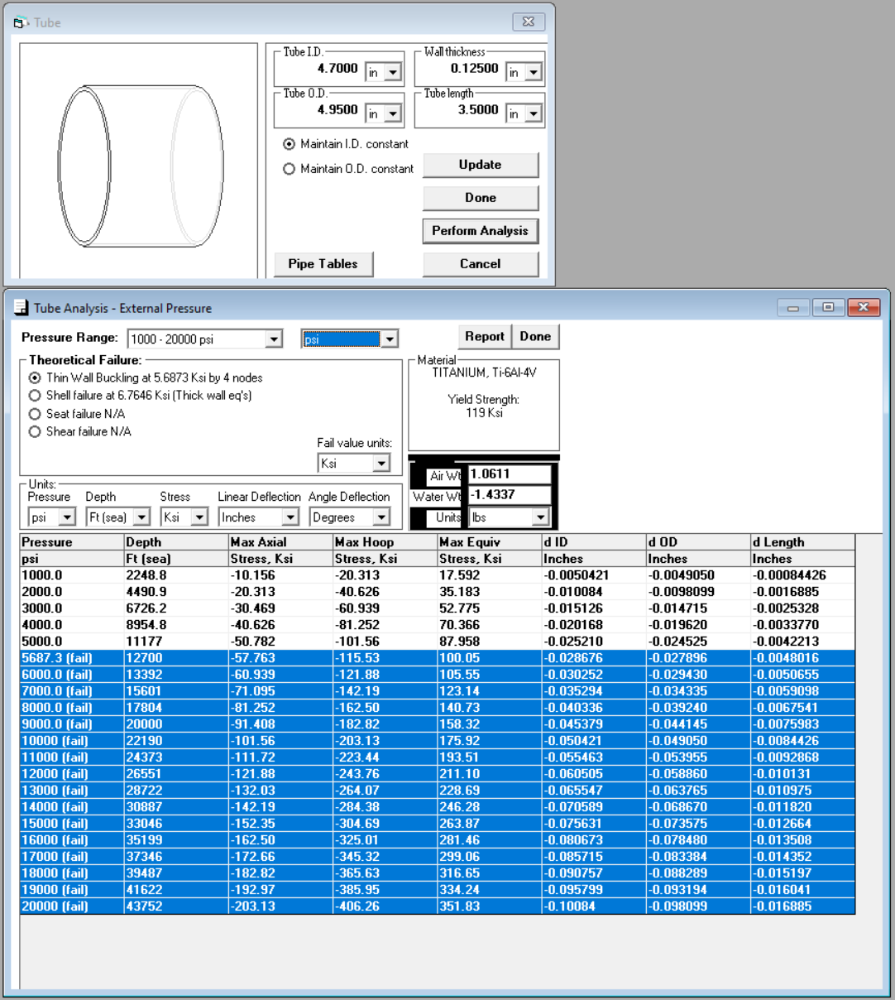 Tube
Tube I.D.
4.7000 in
Wall thickness
0.12500 in
Tube O.D.
4.9500 in
Tube length
3.5000 in
Maintain I.D. constant
Maintain O.D. constant
Update
Done
Perform Analysis
Pipe Tables
Cancel
Tube Analysis - External Pressure
Pressure Range: 1000 - 20000 psi psi Report Done
Theoretical Failure:
Thin Wall Buckling at 5.6873 Ksi by 4 nodes
Shell failure at 6.7646 Ksi (Thick wall eq's)
Seat failure N/A
Shear failure N/A
Fail value units:
Ksi
Material
TITANIUM, Ti-6Al-4V
Yield Strength:
119 Ksi
Air Wt 1.0611
Water Wt -1.4337
Units lbs
Units:
Pressure Depth Stress Linear Deflection Angle Deflection
psi Ft (sea) Ksi Inches Degrees
Pressure Depth Max Axial Max Hoop Max Equiv d ID d OD d Length
psi Ft (sea) Stress, Ksi Stress, Ksi Stress, Ksi Inches Inches Inches
1000.0 2248.8 -10.156 -20.313 17.592 -0.0050421 -0.0049050 -0.00084426
2000.0 4490.9 -20.313 -40.626 35.183 -0.010084 -0.0098099 -0.0016885
3000.0 6726.2 -30.469 -60.939 52.775 -0.015126 -0.014715 -0.0025328
4000.0 8954.8 -40.626 -81.252 70.366 -0.020168 -0.019620 -0.0033770
5000.0 11177 -50.782 -101.56 87.958 -0.025210 -0.024525 -0.0042213
5687.3 (fail) 12700 -57.763 -115.53 100.05 -0.028676 -0.027896 -0.0048016
6000.0 (fail) 13392 -60.939 -121.88 105.55 -0.030252 -0.029430 -0.0050655
7000.0 (fail) 15601 -71.095 -142.19 123.14 -0.035294 -0.034335 -0.0059098
8000.0 (fail) 17804 -81.252 -162.50 140.73 -0.040336 -0.039240 -0.0067541
9000.0 (fail) 20000 -91.408 -182.82 158.32 -0.045379 -0.044145 -0.0075983
10000 (fail) 22190 -101.56 -203.13 175.92 -0.050421 -0.049050 -0.0084426
11000 (fail) 24373 -111.72 -223.44 193.51 -0.055463 -0.053955 -0.0092868
12000 (fail) 26551 -121.88 -243.76 211.10 -0.060505 -0.058860 -0.010131
13000 (fail) 28722 -132.03 -264.07 228.69 -0.065547 -0.063765 -0.010975
14000 (fail) 30887 -142.19 -284.38 246.28 -0.070589 -0.068670 -0.011820
15000 (fail) 33046 -152.35 -304.69 263.87 -0.075631 -0.073575 -0.012664
16000 (fail) 35199 -162.50 -325.01 281.46 -0.080673 -0.078480 -0.013508
17000 (fail) 37346 -172.66 -345.32 299.06 -0.085715 -0.083384 -0.014352
18000 (fail) 39487 -182.82 -365.63 316.65 -0.090757 -0.088289 -0.015197
19000 (fail) 41622 -192.97 -385.95 334.24 -0.095799 -0.093194 -0.016041
20000 (fail) 43752 -203.13 -406.26 351.83 -0.10084 -0.098099 -0.016885